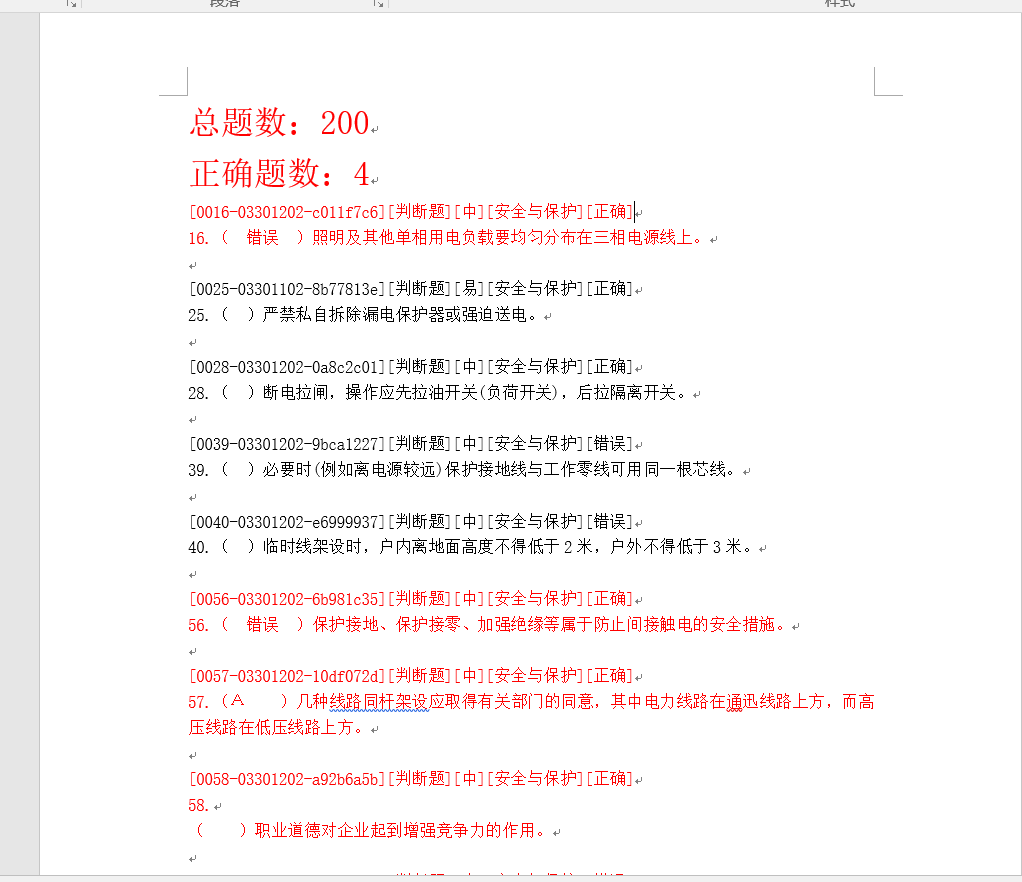 段落
样式
总题数：200
正确题数：4
[0016-03301202-c011f7c6][判断题][中][安全与保护][正确]
16.（ 错误 ）照明及其他单相用电负载要均匀分布在三相电源线上。
[0025-03301102-8b77813e][判断题][易][安全与保护][正确]
25.（ ）严禁私自拆除漏电保护器或强迫送电。
[0028-03301202-0a8c2c01][判断题][中][安全与保护][正确]
28.（ ）断电拉闸，操作应先拉油开关(负荷开关)，后拉隔离开关。
[0039-03301202-9bca1227][判断题][中][安全与保护][错误]
39.（ ）必要时(例如离电源较远)保护接地线与工作零线可用同一根芯线。
[0040-03301202-e6999937][判断题][中][安全与保护][错误]
40.（ ）临时线架设时，户内离地面高度不得低于2米，户外不得低于3米。
[0056-03301202-6b981c35][判断题][中][安全与保护][正确]
56.（ 错误 ）保护接地、保护接零、加强绝缘等属于防止间接触电的安全措施。
[0057-03301202-10df072d][判断题][中][安全与保护][正确]
57.（A ）几种线路同杆架设应取得有关部门的同意，其中电力线路在通迅线路上方，而高
压线路在低压线路上方。
[0058-03301202-a92b6a5b][判断题][中][安全与保护][正确]
58.
（ ）职业道德对企业起到增强竞争力的作用。